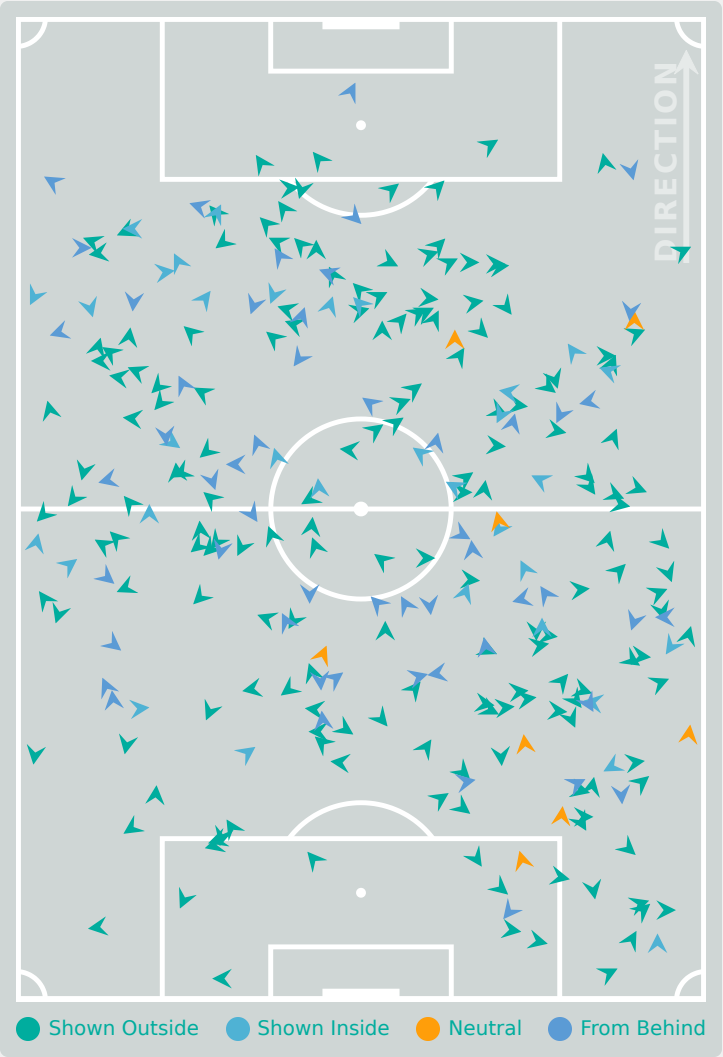 DIRECTION
Shown Outside
Shown Inside
Neutral
From Behind